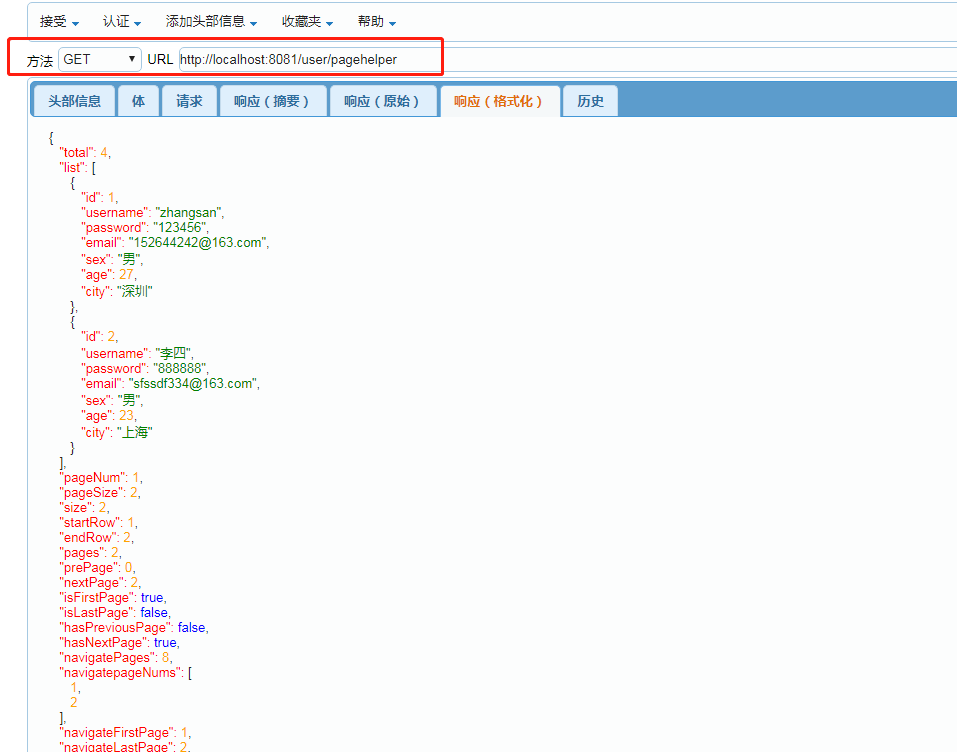 接受 认证 添加头部信息 收藏夹 帮助
方法 GET URL http://localhost:8081/user/pagehelper
头部信息 体 请求 响应（摘要） 响应（原始） 响应（格式化） 历史
{
"total": 4,
"list": [
{
"id": 1,
"username": "zhangsan",
"password": "123456",
"email": "152644242@163.com",
"sex": "男",
"age": 27,
"city": "深圳"
},
{
"id": 2,
"username": "李四",
"password": "888888",
"email": "sfssdf334@163.com",
"sex": "男",
"age": 23,
"city": "上海"
}
],
"pageNum": 1,
"pageSize": 2,
"size": 2,
"startRow": 1,
"endRow": 2,
"pages": 2,
"prePage": 0,
"nextPage": 2,
"isFirstPage": true,
"isLastPage": false,
"hasPreviousPage": false,
"hasNextPage": true,
"navigatePages": 8,
"navigatepageNums": [
1,
2
],
"navigateFirstPage": 1,
"navigateLastPage": 2,